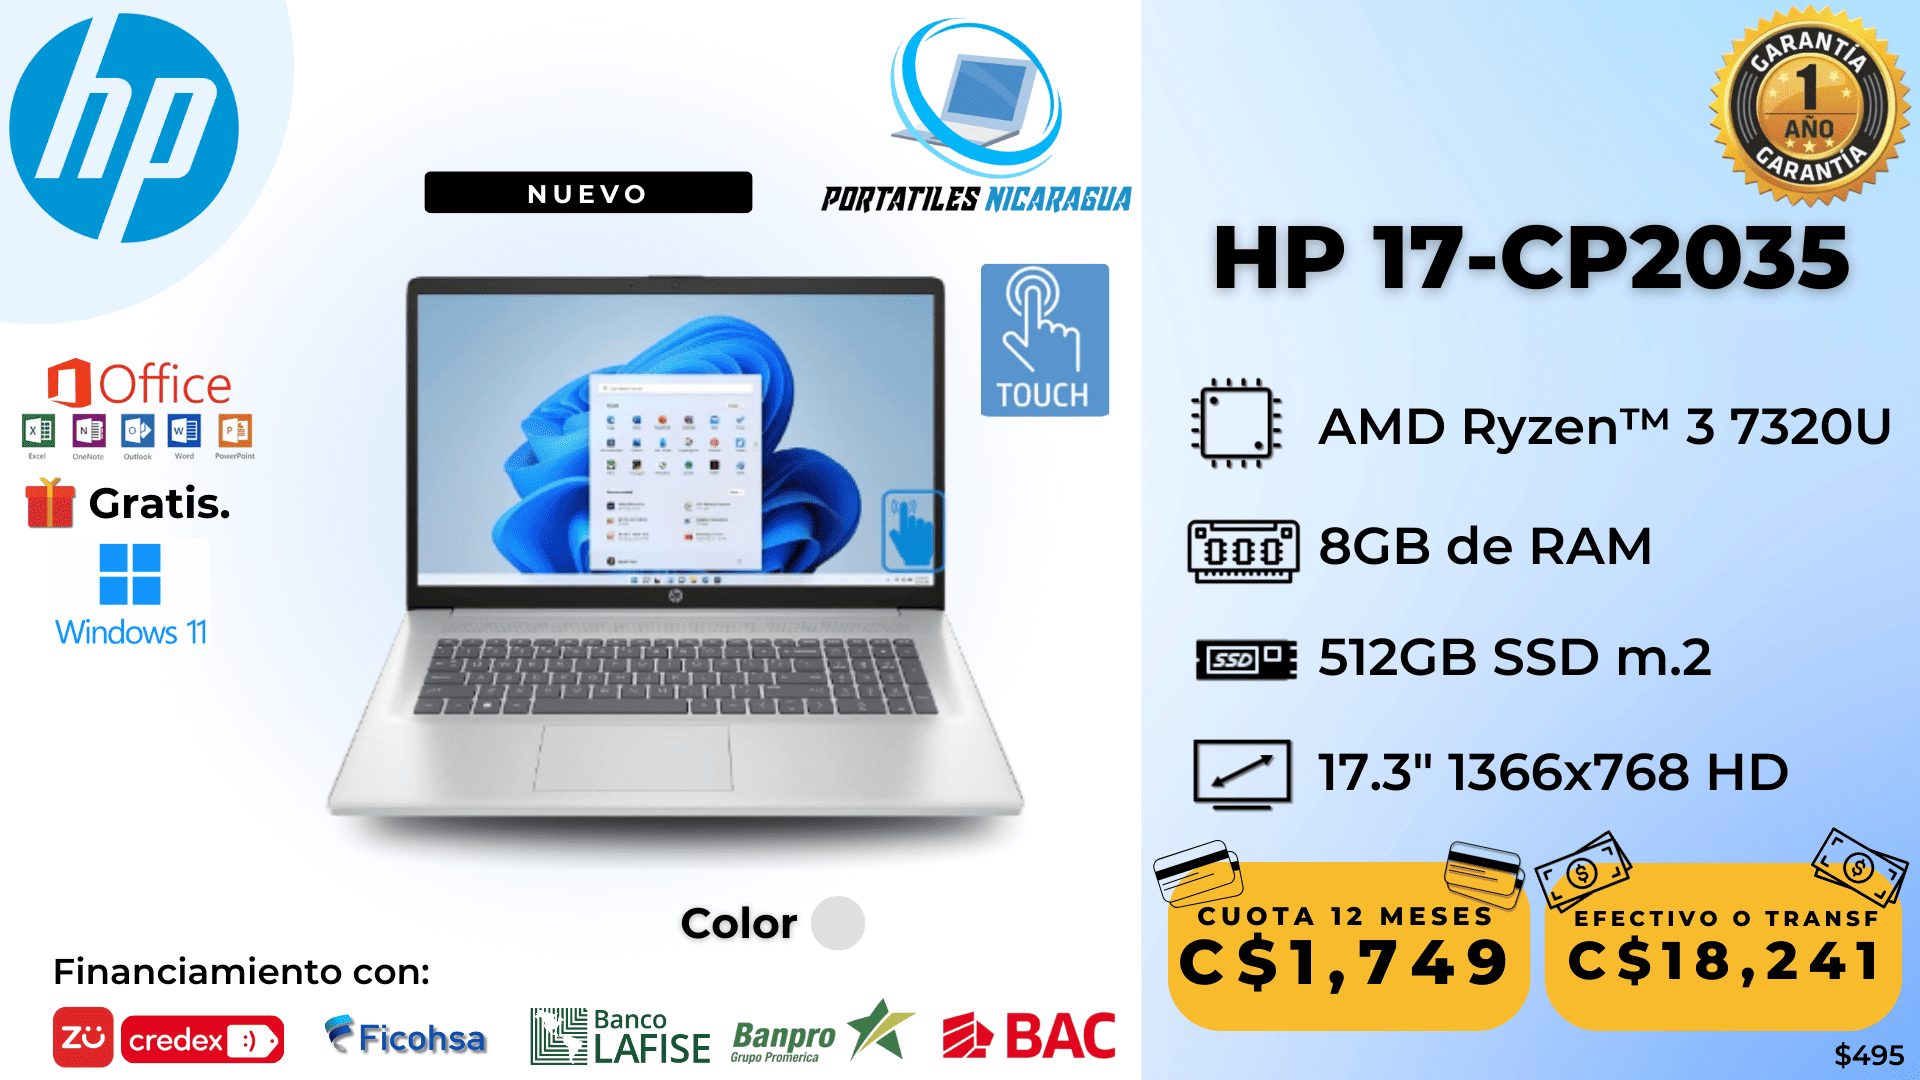 hp
NUEVO
PORTATILES NICARAGUA
GARANTÍA
1
AÑO
GARANTÍA
HP 17-CP2035
TOUCH
Office
Excel
OneNote
Outlook
Word
PowerPoint
Gratis.
Windows 11
AMD Ryzen™ 3 7320U
8GB de RAM
SSD
512GB SSD m.2
17.3" 1366x768 HD
Color
CUOTA 12 MESES
C$1,749
EFECTIVO O TRANSF
C$18,241
Financiamiento con:
zü
credex :)
Ficohsa
Banco
LAFISE
Banpro
Grupo Promerica
BAC
$495